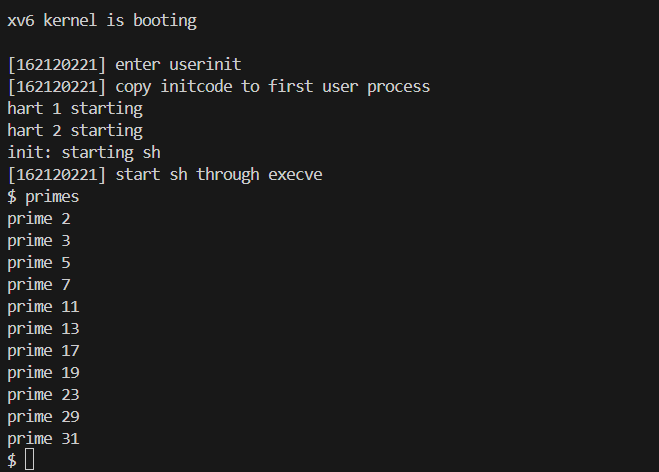 xv6 kernel is booting
[162120221] enter userinit
[162120221] copy initcode to first user process
hart 1 starting
hart 2 starting
init: starting sh
[162120221] start sh through execve
$ primes
prime 2
prime 3
prime 5
prime 7
prime 11
prime 13
prime 17
prime 19
prime 23
prime 29
prime 31
$